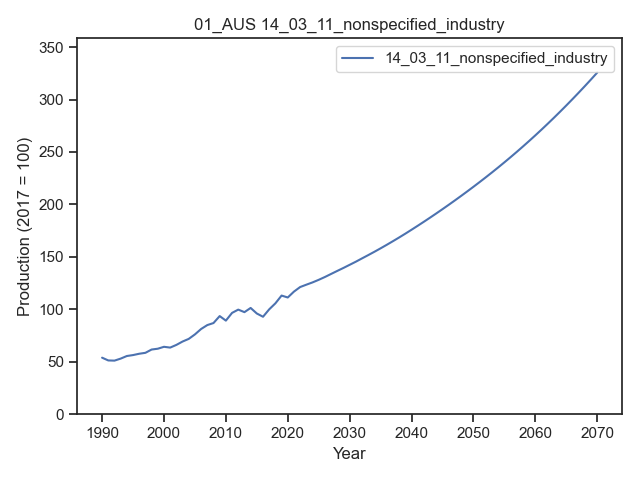 01_AUS 14_03_11_nonspecified_industry
14_03_11_nonspecified_industry
Production (2017 = 100)
350
300
250
200
150
100
50
0
1990 2000 2010 2020 2030 2040 2050 2060 2070
Year